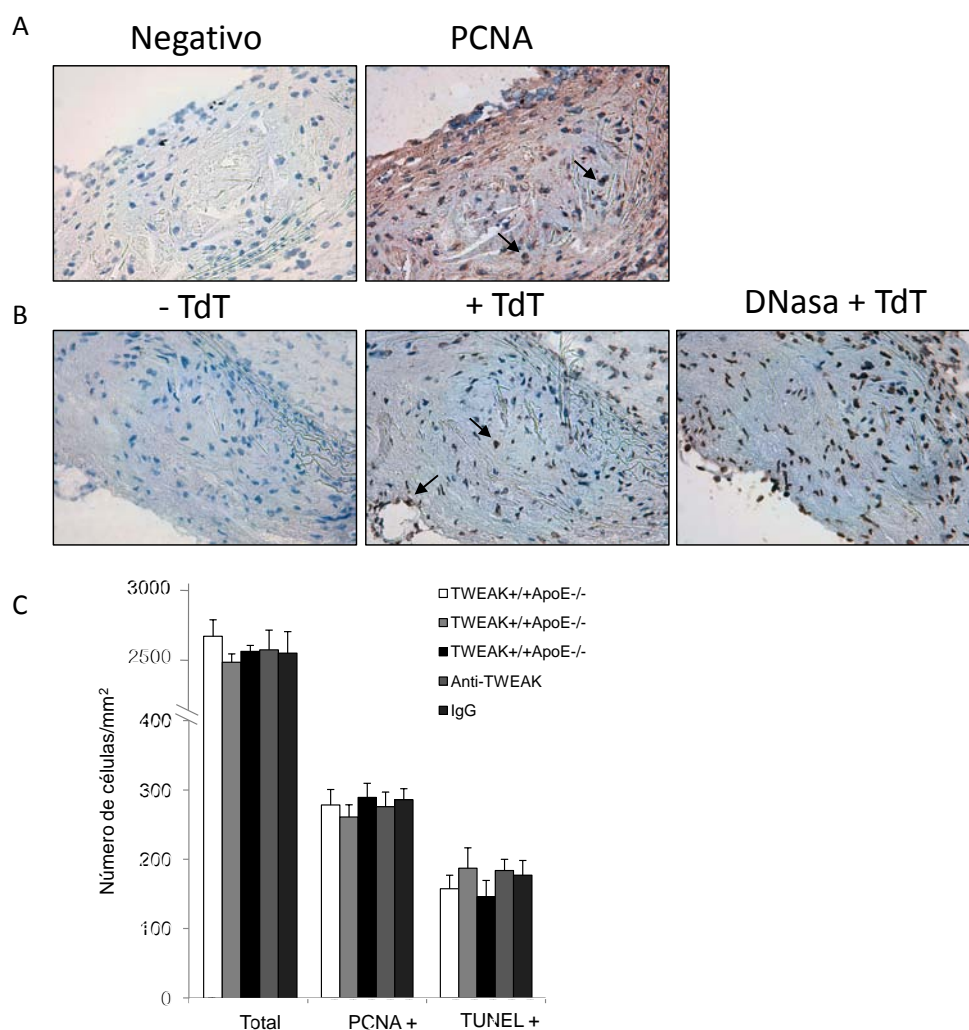 A
Negativo
PCNA
B
- TdT
+ TdT
DNasa + TdT
C
3000
2500
400
300
200
100
0
Número de células/mm²
TWEAK+/+ApoE-/-
TWEAK+/+ApoE-/-
TWEAK+/+ApoE-/-
Anti-TWEAK
IgG
Total
PCNA +
TUNEL +